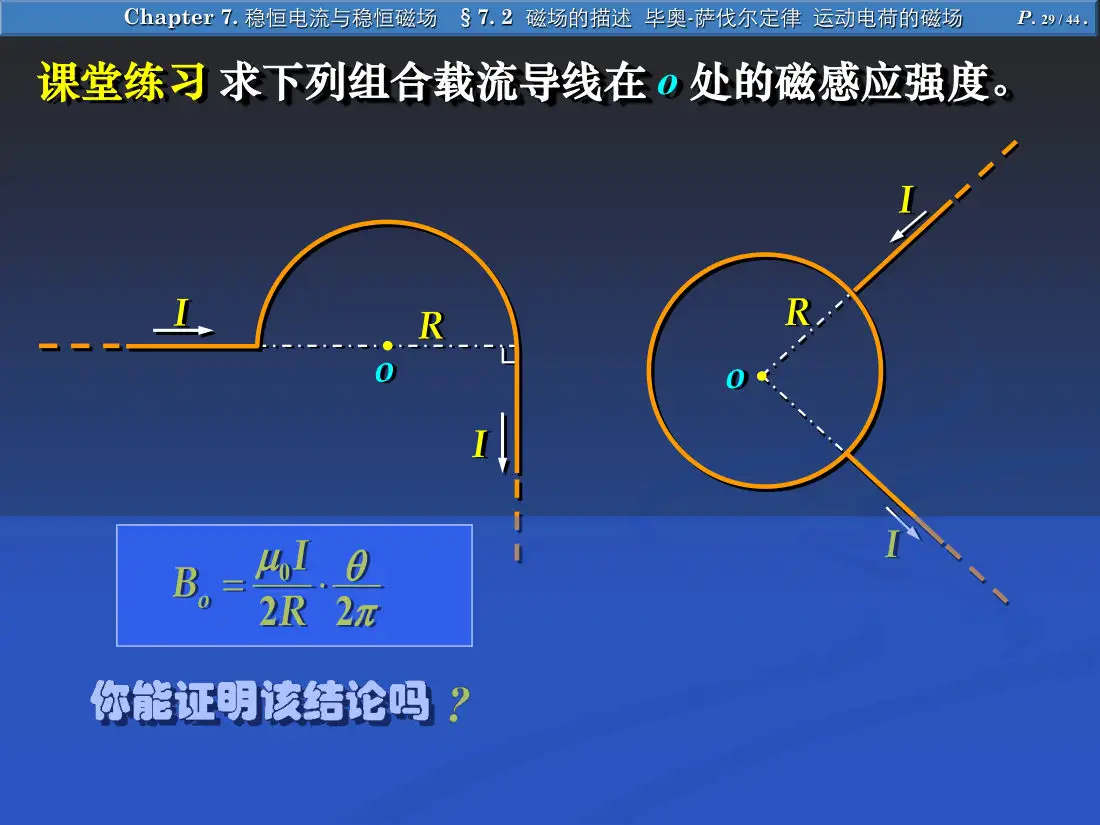 Chapter 7. 稳恒电流与稳恒磁场 § 7. 2 磁场的描述 毕奥-萨伐尔定律 运动电荷的磁场 P. 29 / 44 .
课堂练习 求下列组合载流导线在 o 处的磁感应强度。
I
R
o
I
I
R
o
I
B_o = μ_0 I / 2R · θ / 2π
你能证明该结论吗 ?